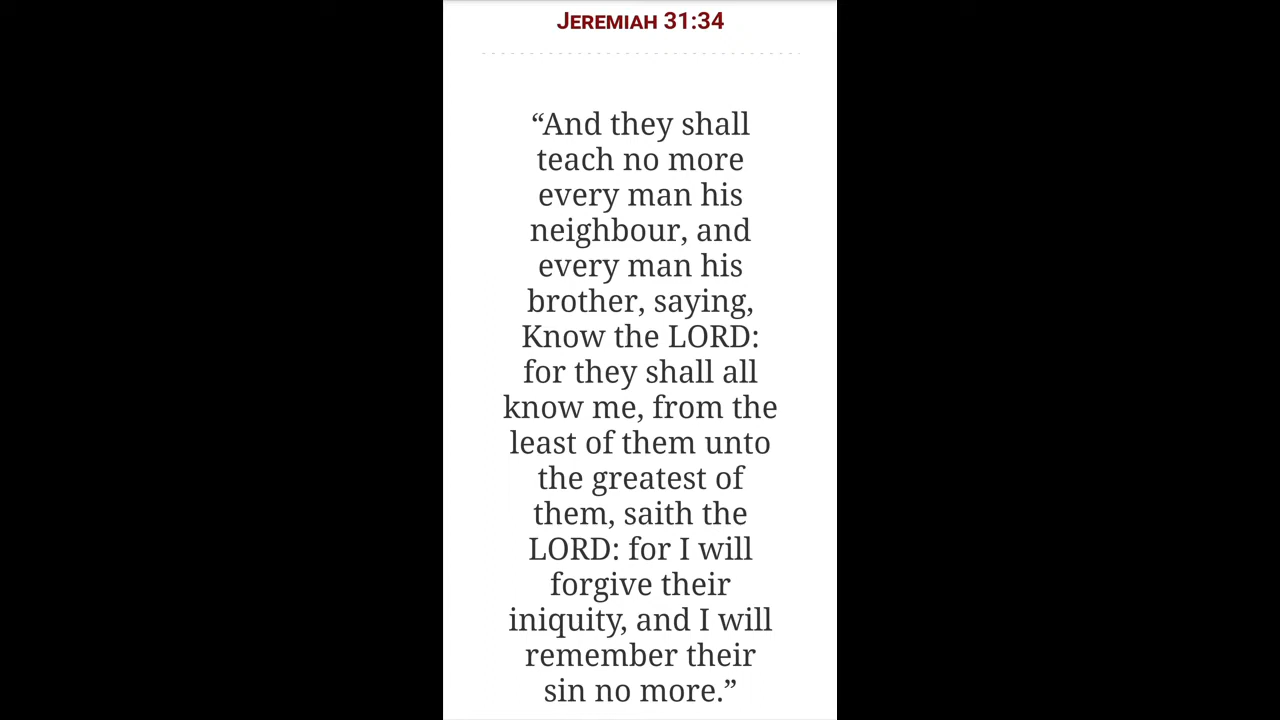 Jeremiah 31:34
“And they shall
teach no more
every man his
neighbour, and
every man his
brother, saying,
Know the LORD:
for they shall all
know me, from the
least of them unto
the greatest of
them, saith the
LORD: for I will
forgive their
iniquity, and I will
remember their
sin no more.”